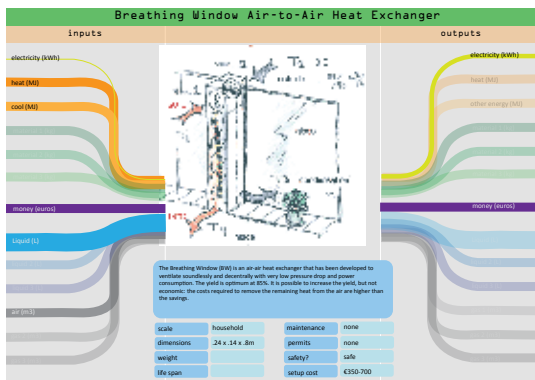 Breathing Window Air-to-Air Heat Exchanger
inputs
outputs
electricity (kWh)
heat (MJ)
cool (MJ)
money (euros)
Liquid (L)
air (m3)
electricity (kWh)
heat (MJ)
other energy (MJ)
money (euros)
The Breathing Window (BW) is an air-air heat exchanger that has been developed to
ventilate soundlessly and decentrally with very low pressure drop and power
consumption. The yield is optimum at 85%. It is possible to increase the yield, but not
economic: the costs required to remove the remaining heat from the air are higher than
the savings.
scale household
dimensions .24 x .14 x .8m
weight
life span
maintenance none
permits none
safety? safe
setup cost €350-700